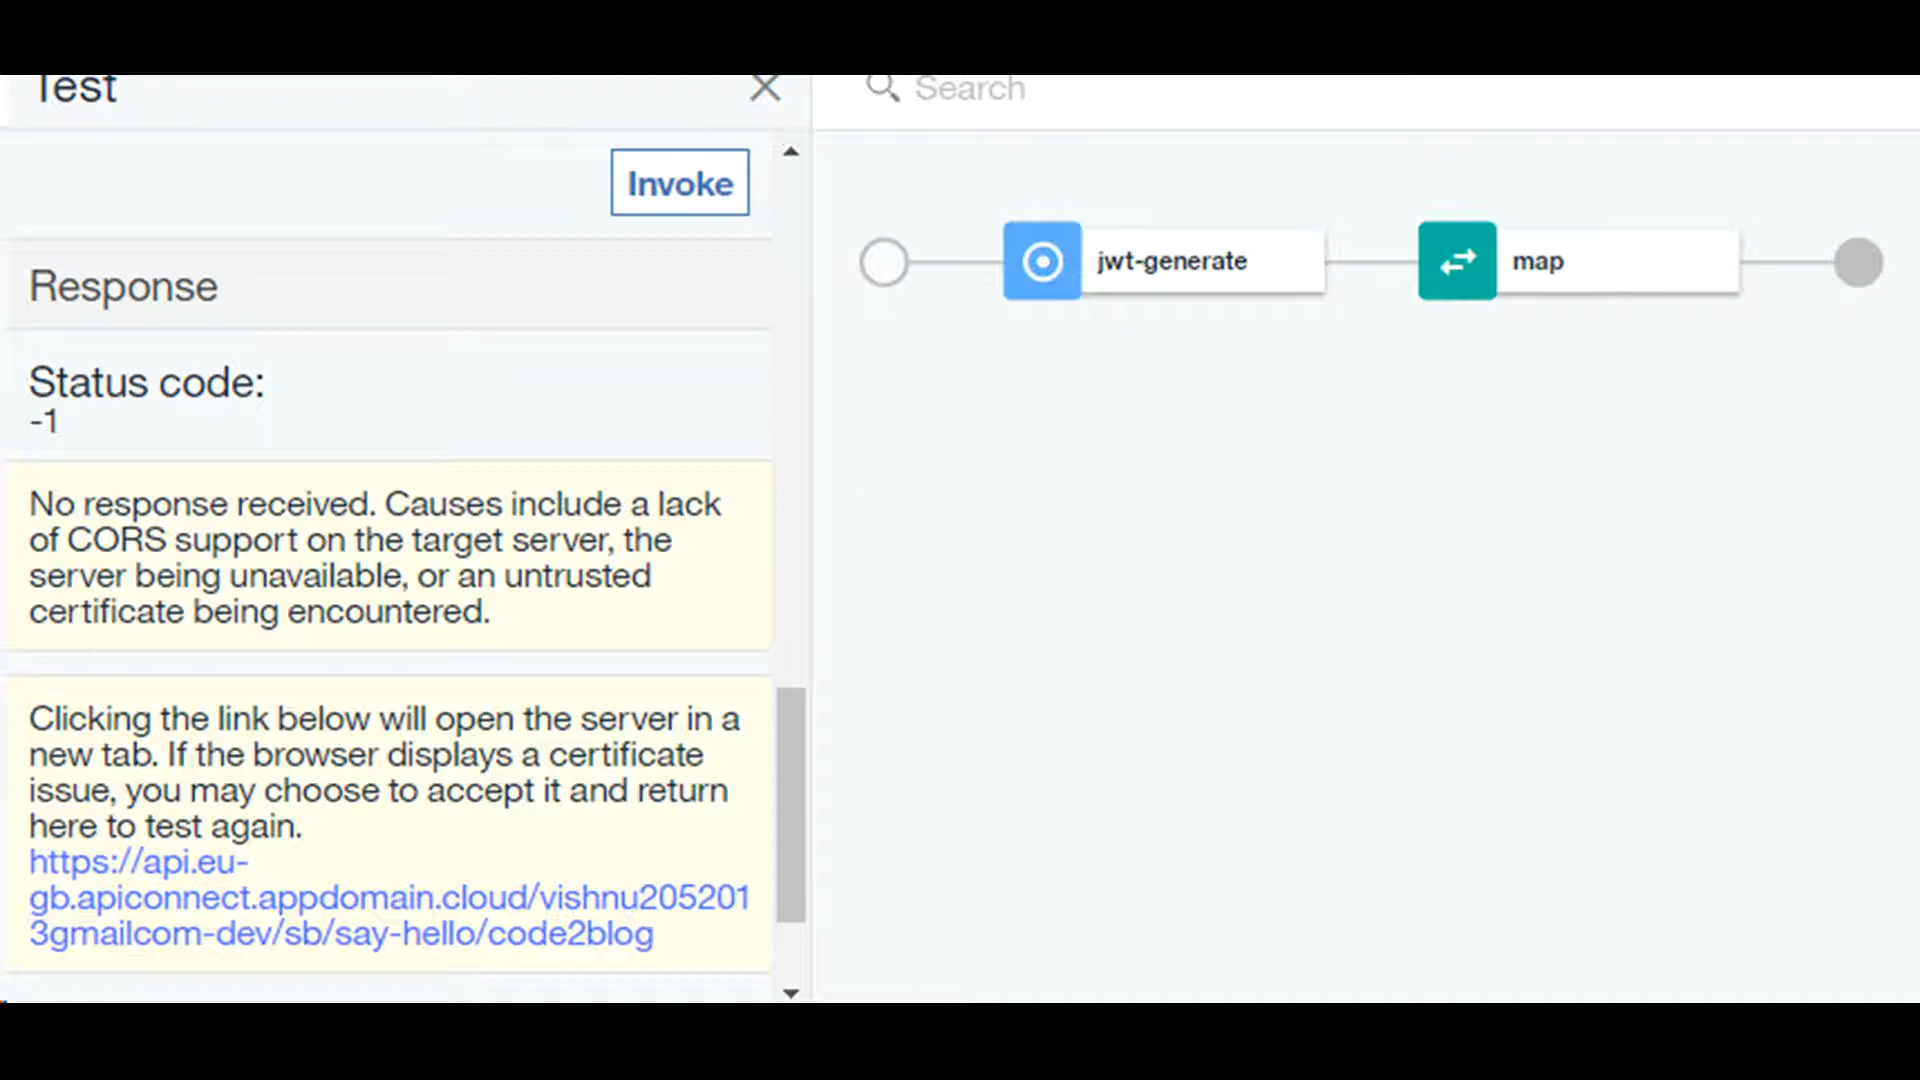 Test
Search
Invoke
jwt-generate
map
Response
Status code:
-1
No response received. Causes include a lack
of CORS support on the target server, the
server being unavailable, or an untrusted
certificate being encountered.
Clicking the link below will open the server in a
new tab. If the browser displays a certificate
issue, you may choose to accept it and return
here to test again.
https://api.eu-
gb.apiconnect.appdomain.cloud/vishnu205201
3gmailcom-dev/sb/say-hello/code2blog